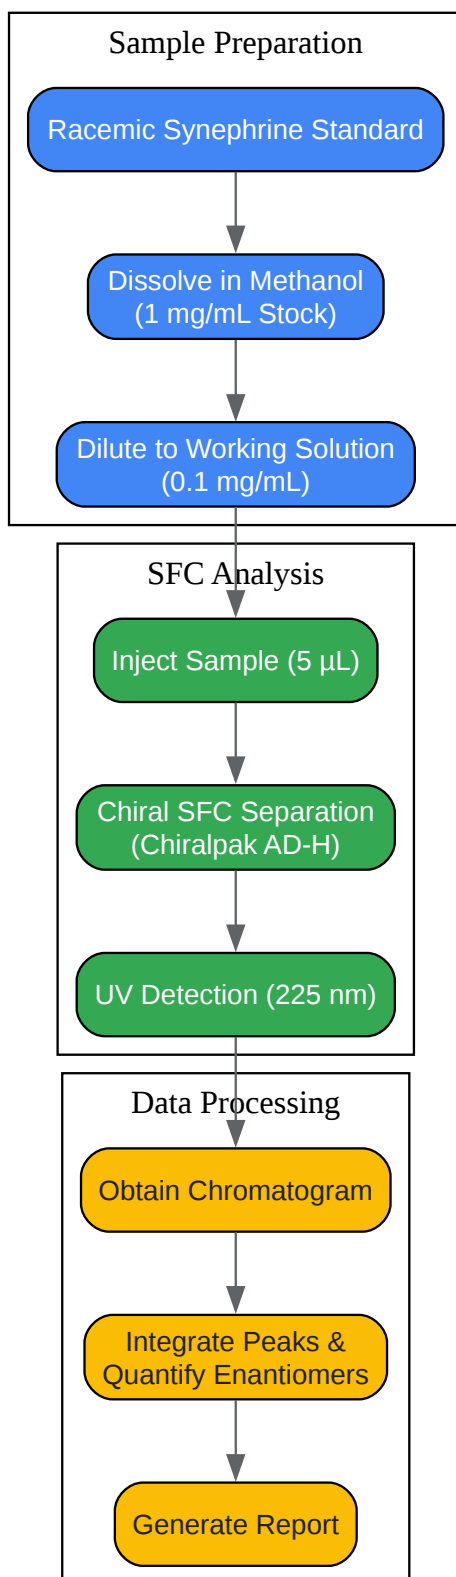 Sample Preparation
Racemic Synephrine Standard
Dissolve in Methanol
(1 mg/mL Stock)
Dilute to Working Solution
(0.1 mg/mL)
SFC Analysis
Inject Sample (5 µL)
Chiral SFC Separation
(Chiralpak AD-H)
UV Detection (225 nm)
Data Processing
Obtain Chromatogram
Integrate Peaks &
Quantify Enantiomers
Generate Report